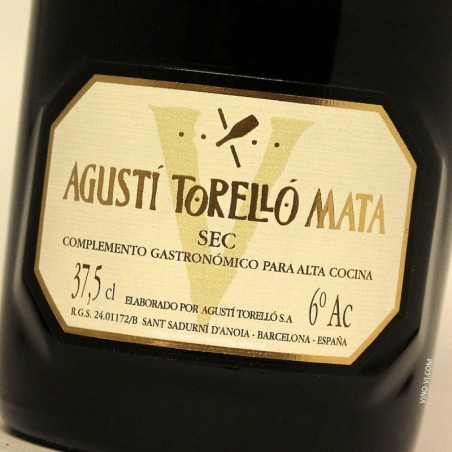 V
AGUSTÍ TORELLÓ MATA
SEC
COMPLEMENTO GASTRONÓMICO PARA ALTA COCINA
37,5 cl
ELABORADO POR AGUSTÍ TORELLÓ S.A
6º Ac
R.G.S. 24.01172/B - SANT SADURNÍ D'ANOIA - BARCELONA - ESPAÑA
VINO-VI.COM